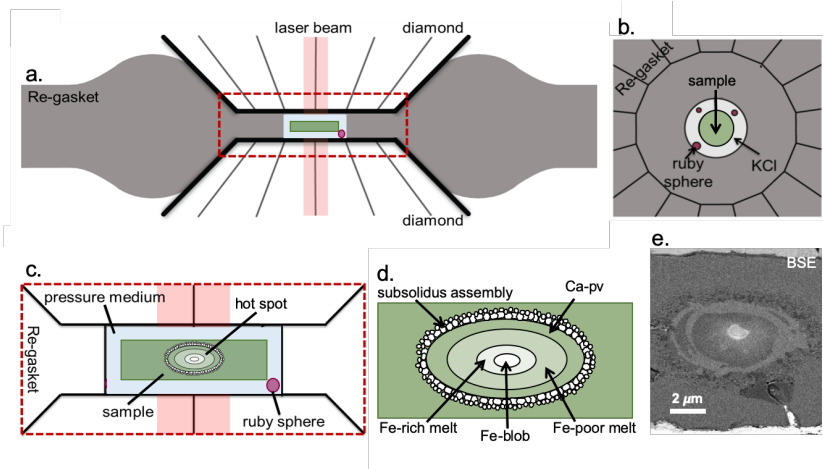 a.
laser beam
diamond
Re-gasket
diamond
b.
Re-gasket
sample
ruby
sphere
KCl
c.
pressure medium
hot spot
Re-gasket
sample
ruby sphere
d.
subsolidus assembly
Ca-pv
Fe-rich melt
Fe-blob
Fe-poor melt
e.
BSE
2 µm